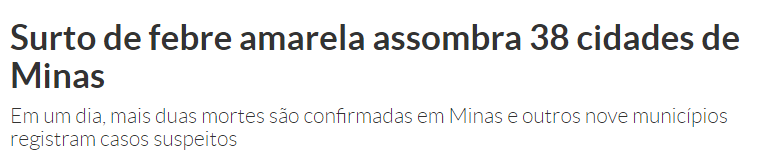 Surto de febre amarela assombra 38 cidades de
Minas
Em um dia, mais duas mortes são confirmadas em Minas e outros nove municípios
registram casos suspeitos